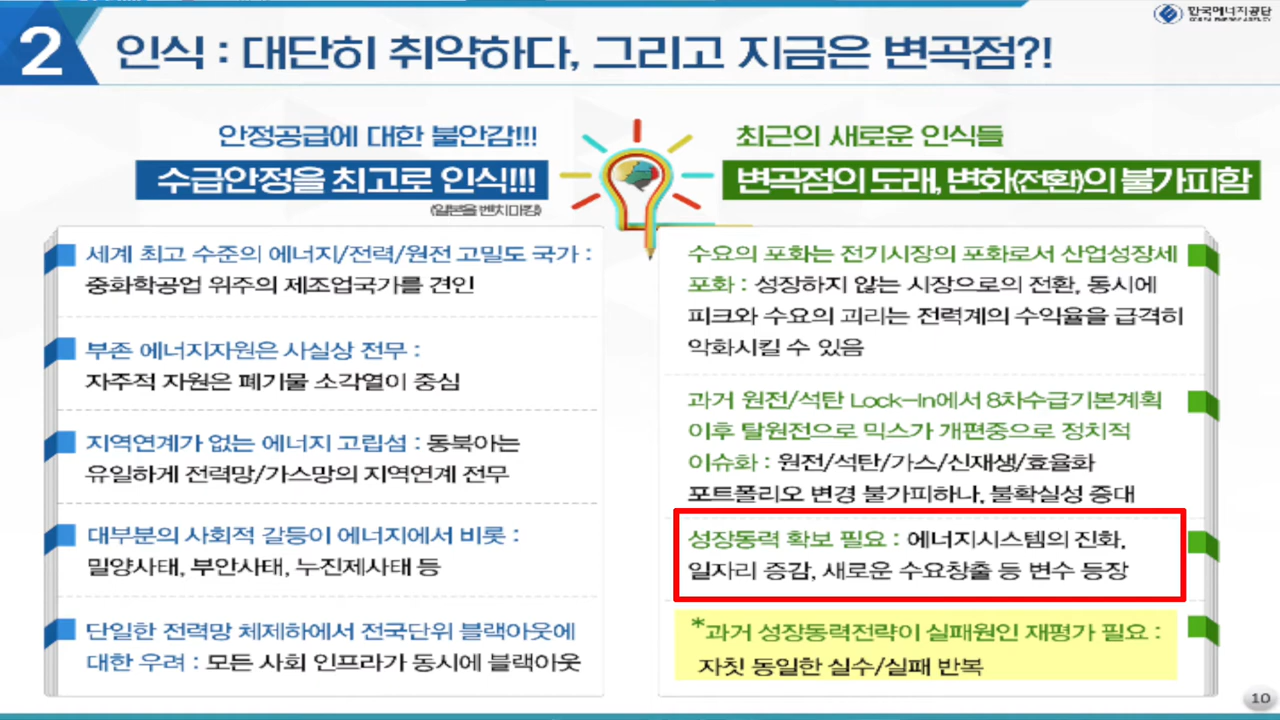 한국에너지공단
2 인식 : 대단히 취약하다, 그리고 지금은 변곡점?!
안정공급에 대한 불안감!!!
수급안정을 최고로 인식!!!
(일본을 벤치마킹)
세계 최고 수준의 에너지/전력/원전 고밀도 국가 :
중화학공업 위주의 제조업국가를 견인
부존 에너지자원은 사실상 전무 :
자주적 자원은 폐기물 소각열이 중심
지역연계가 없는 에너지 고립섬 : 동북아는
유일하게 전력망/가스망의 지역연계 전무
대부분의 사회적 갈등이 에너지에서 비롯 :
밀양사태, 부안사태, 누진제사태 등
단일한 전력망 체제하에서 전국단위 블랙아웃에
대한 우려 : 모든 사회 인프라가 동시에 블랙아웃
최근의 새로운 인식들
변곡점의 도래, 변화(전환)의 불가피함
수요의 포화는 전기시장의 포화로서 산업성장세
포화 : 성장하지 않는 시장으로의 전환, 동시에
피크와 수요의 괴리는 전력계의 수익율을 급격히
악화시킬 수 있음
과거 원전/석탄 Lock-In에서 8차수급기본계획
이후 탈원전으로 믹스가 개편중으로 정치적
이슈화 : 원전/석탄/가스/신재생/효율화
포트폴리오 변경 불가피하나, 불확실성 증대
성장동력 확보 필요 : 에너지시스템의 진화,
일자리 증감, 새로운 수요창출 등 변수 등장
*과거 성장동력전략이 실패원인 재평가 필요 :
자칫 동일한 실수/실패 반복
10